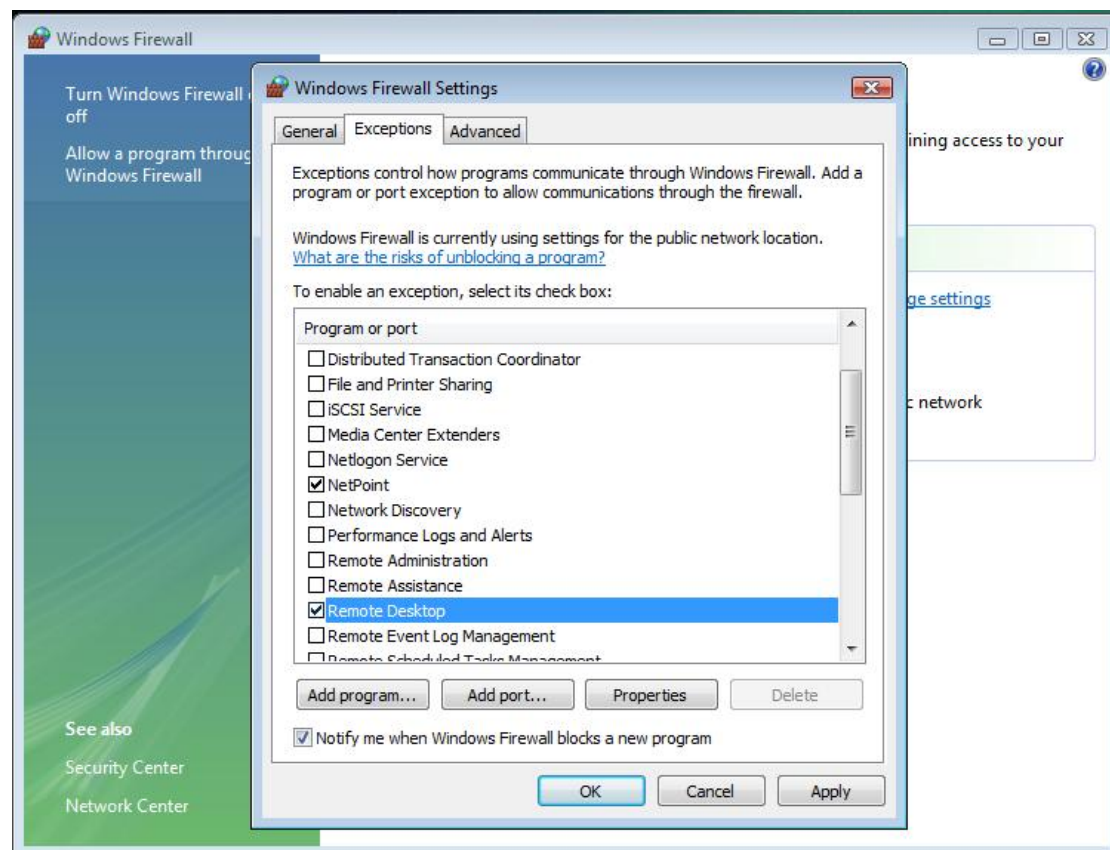 Windows Firewall
Turn Windows Firewall
off
Allow a program
Windows Firewall
See also
Security Center
Network Center
Windows Firewall Settings
General
Exceptions
Advanced
Exceptions control how programs communicate through Windows Firewall. Add a
program or port exception to allow communications through the firewall.
Windows Firewall is currently using settings for the public network location.
What are the risks of unblocking a program?
To enable an exception, select its check box:
Program or port
Distributed Transaction Coordinator
File and Printer Sharing
iSCSI Service
Media Center Extenders
Netlogon Service
NetPoint
Network Discovery
Performance Logs and Alerts
Remote Administration
Remote Assistance
Remote Desktop
Remote Event Log Management
Remote Scheduled Tasks Management
Add program...
Add port...
Properties
Delete
Notify me when Windows Firewall blocks a new program
OK
Cancel
Apply
access to your
settings
network